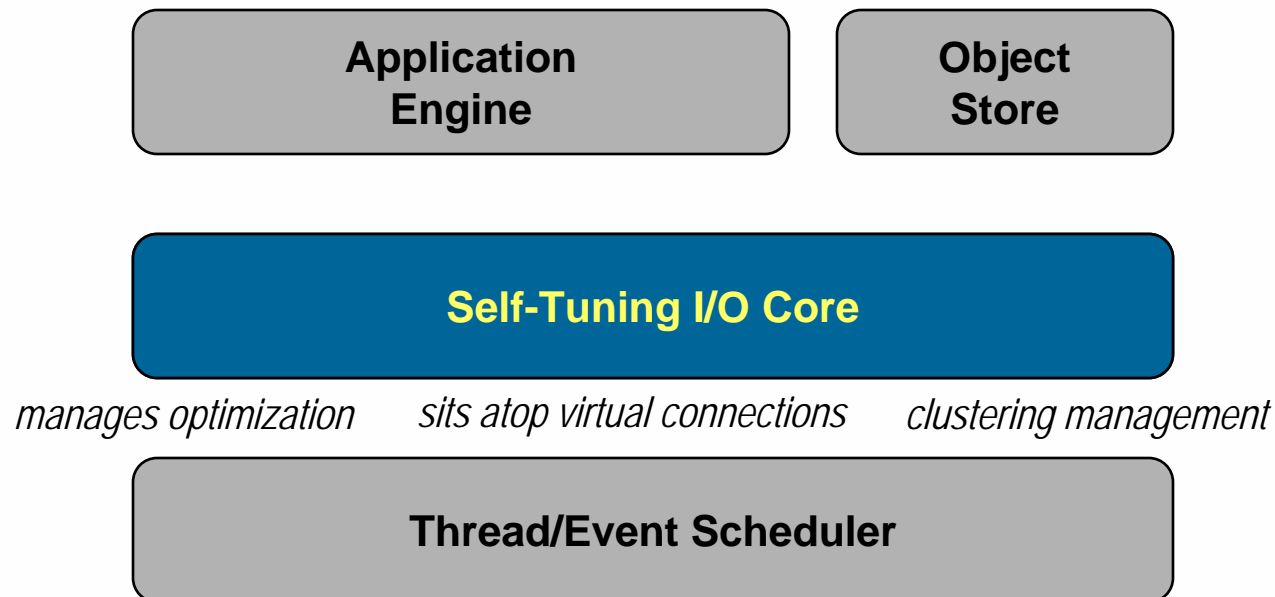 Application
Engine
Object
Store
Self-Tuning I/O Core
manages optimization
sits atop virtual connections
clustering management
Thread/Event Scheduler